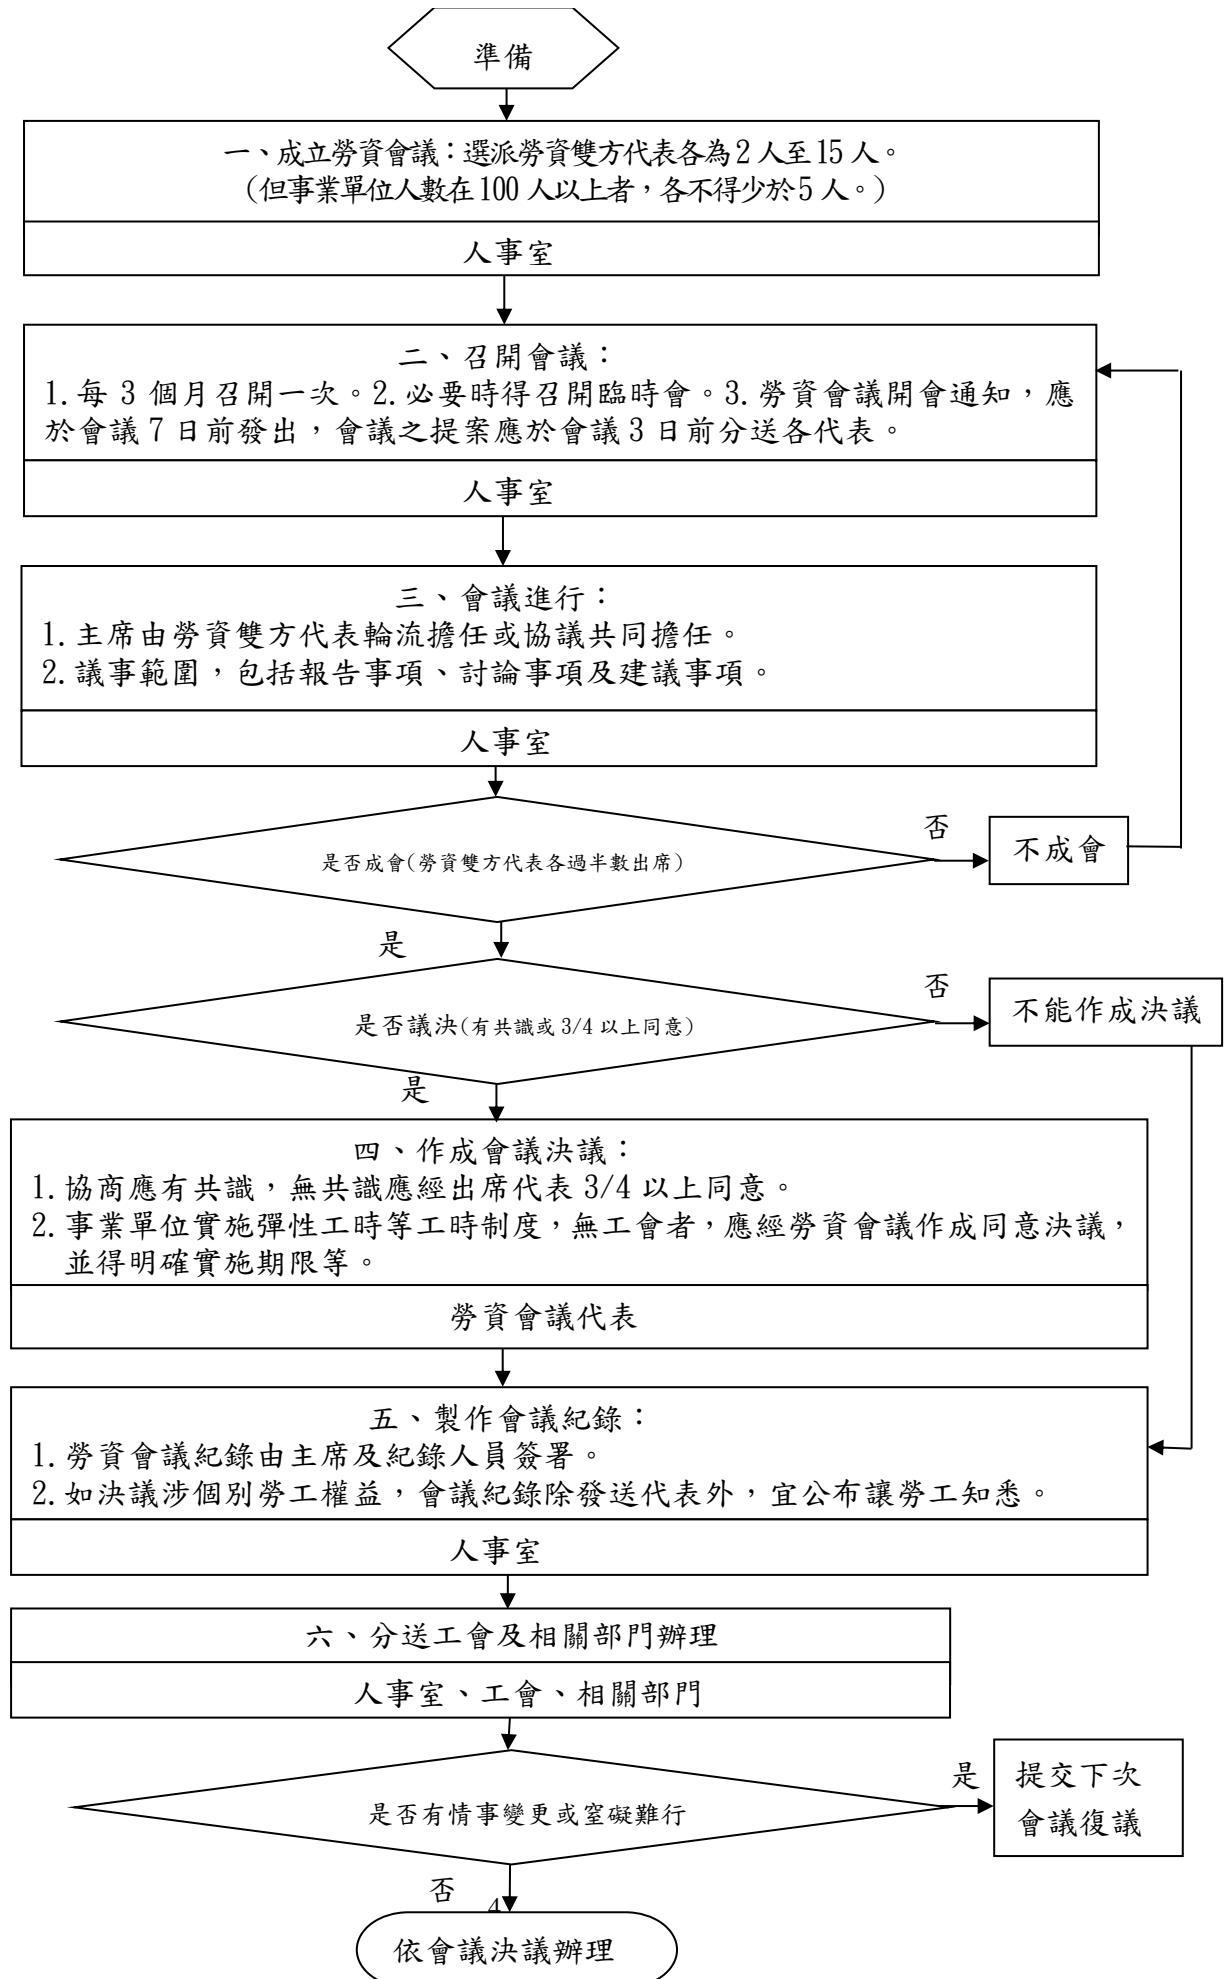 準備
一、成立勞資會議：選派勞資雙方代表各為2人至15人。
（但事業單位人數在100人以上者，各不得少於5人。）
人事室
二、召開會議：
1.每 3 個月召開一次。2.必要時得召開臨時會。3.勞資會議開會通知，應
於會議7日前發出，會議之提案應於會議3日前分送各代表。
人事室
三、會議進行：
1.主席由勞資雙方代表輪流擔任或協議共同擔任。
2.議事範圍，包括報告事項、討論事項及建議事項。
人事室
是否成會(勞資雙方代表各過半數出席)
否
不成會
是
是否議決(有共識或 3/4 以上同意)
否
不能作成決議
是
四、作成會議決議：
1.協商應有共識，無共識應經出席代表 3/4 以上同意。
2.事業單位實施彈性工時等工時制度，無工會者，應經勞資會議作成同意決議，
並得明確實施期限等。
勞資會議代表
五、製作會議紀錄：
1.勞資會議紀錄由主席及紀錄人員簽署。
2.如決議涉個別勞工權益，會議紀錄除發送代表外，宜公布讓勞工知悉。
人事室
六、分送工會及相關部門辦理
人事室、工會、相關部門
是否有情事變更或窒礙難行
是
提交下次
會議復議
否
4
依會議決議辦理